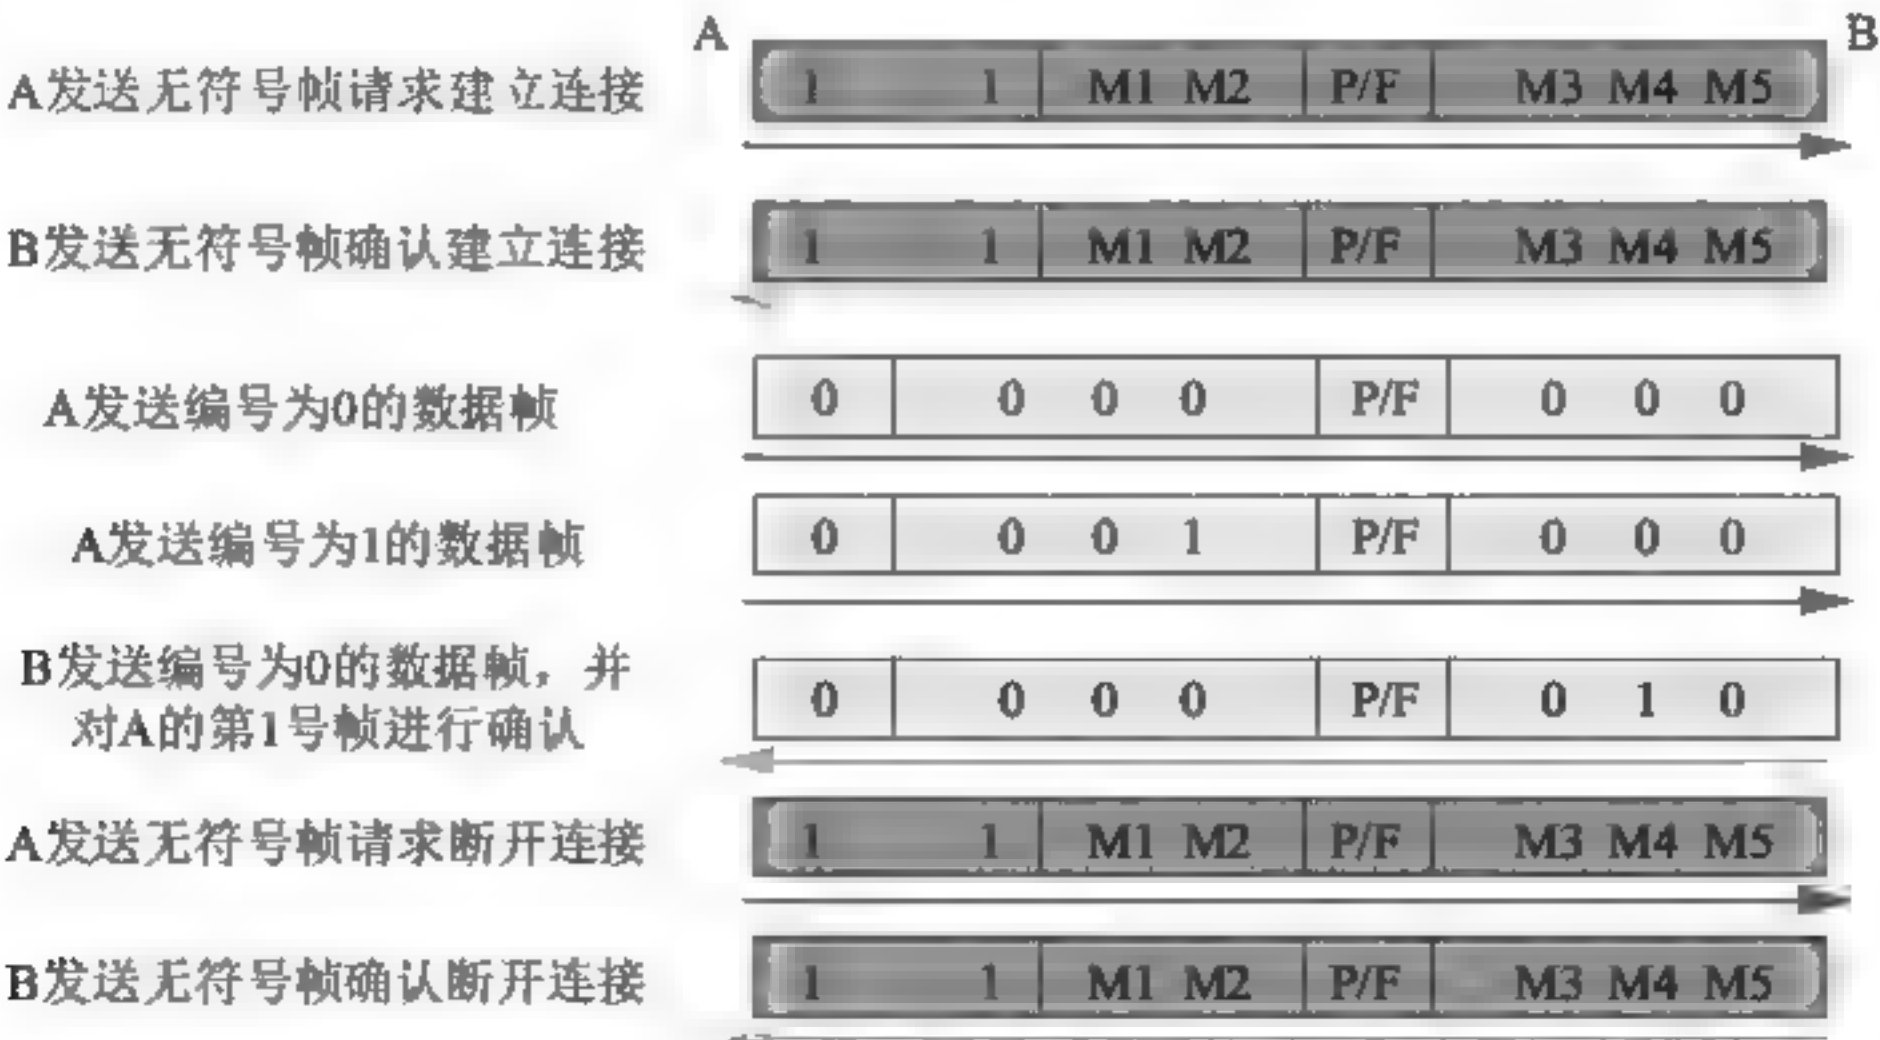 A B
A发送无符号帧请求建立连接 1 1 M1 M2 P/F M3 M4 M5
B发送无符号帧确认建立连接 1 1 M1 M2 P/F M3 M4 M5
A发送编号为0的数据帧 0 0 0 0 P/F 0 0 0
A发送编号为1的数据帧 0 0 0 1 P/F 0 0 0
B发送编号为0的数据帧，并
对A的第1号帧进行确认 0 0 0 0 P/F 0 1 0
A发送无符号帧请求断开连接 1 1 M1 M2 P/F M3 M4 M5
B发送无符号帧确认断开连接 1 1 M1 M2 P/F M3 M4 M5